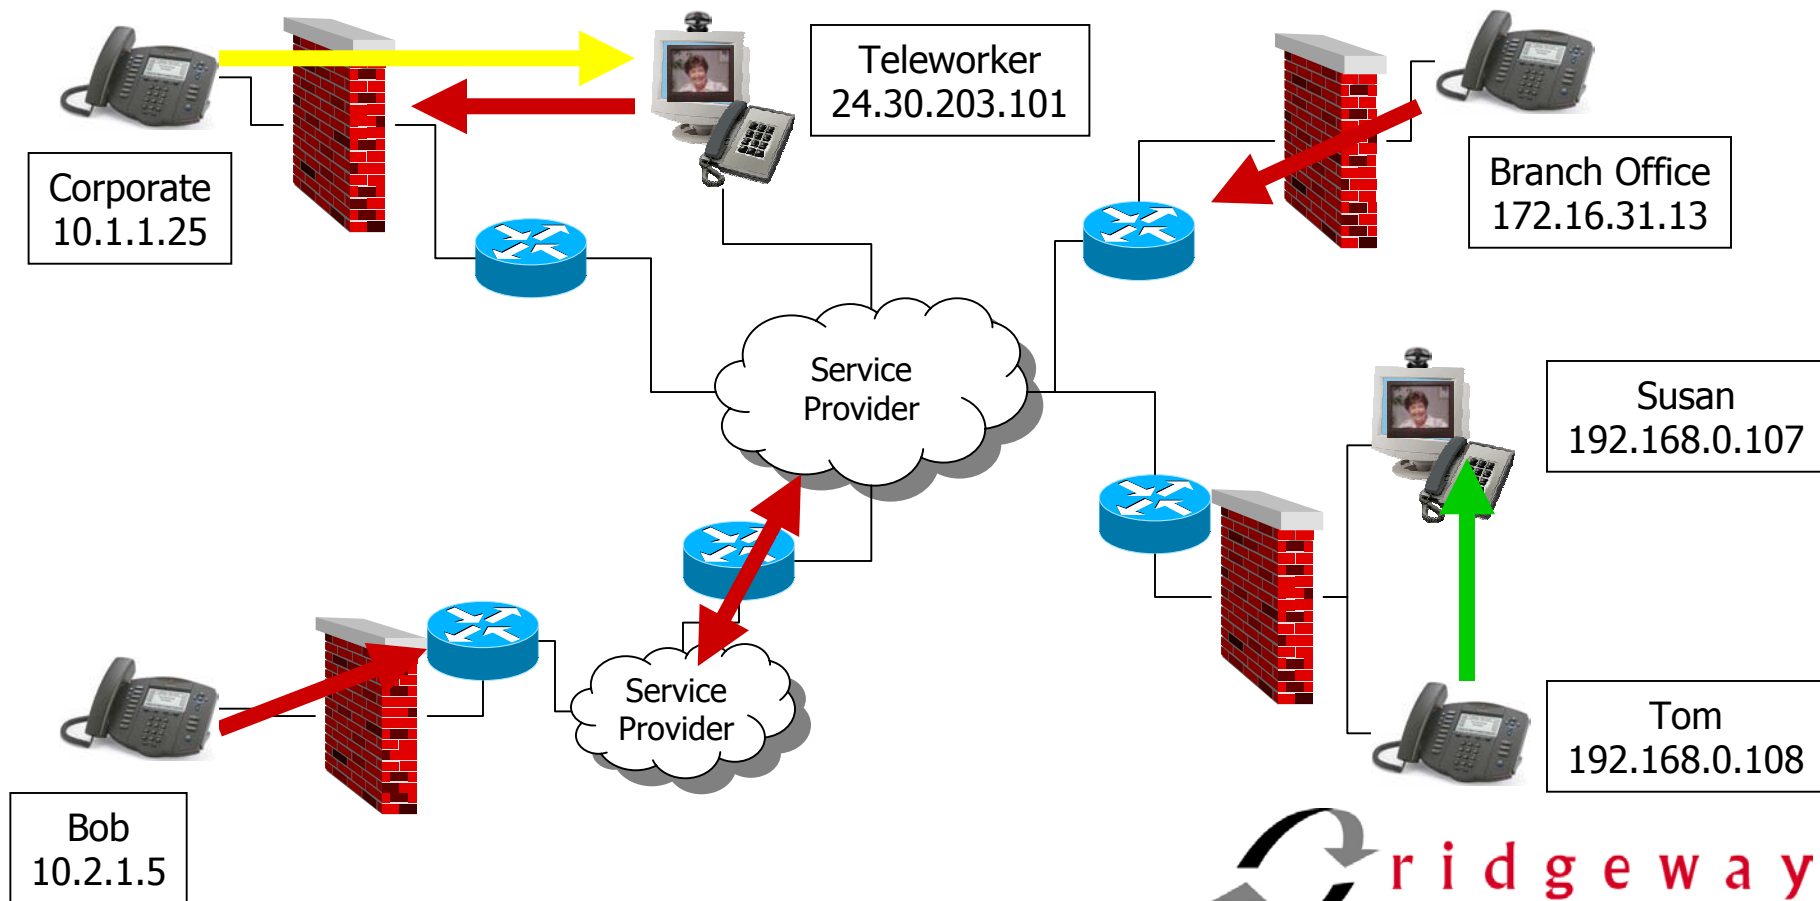 Teleworker
24.30.203.101
Corporate
10.1.1.25
Branch Office
172.16.31.13
Service
Provider
Susan
192.168.0.107
Service
Provider
Tom
192.168.0.108
Bob
10.2.1.5
ridgeway